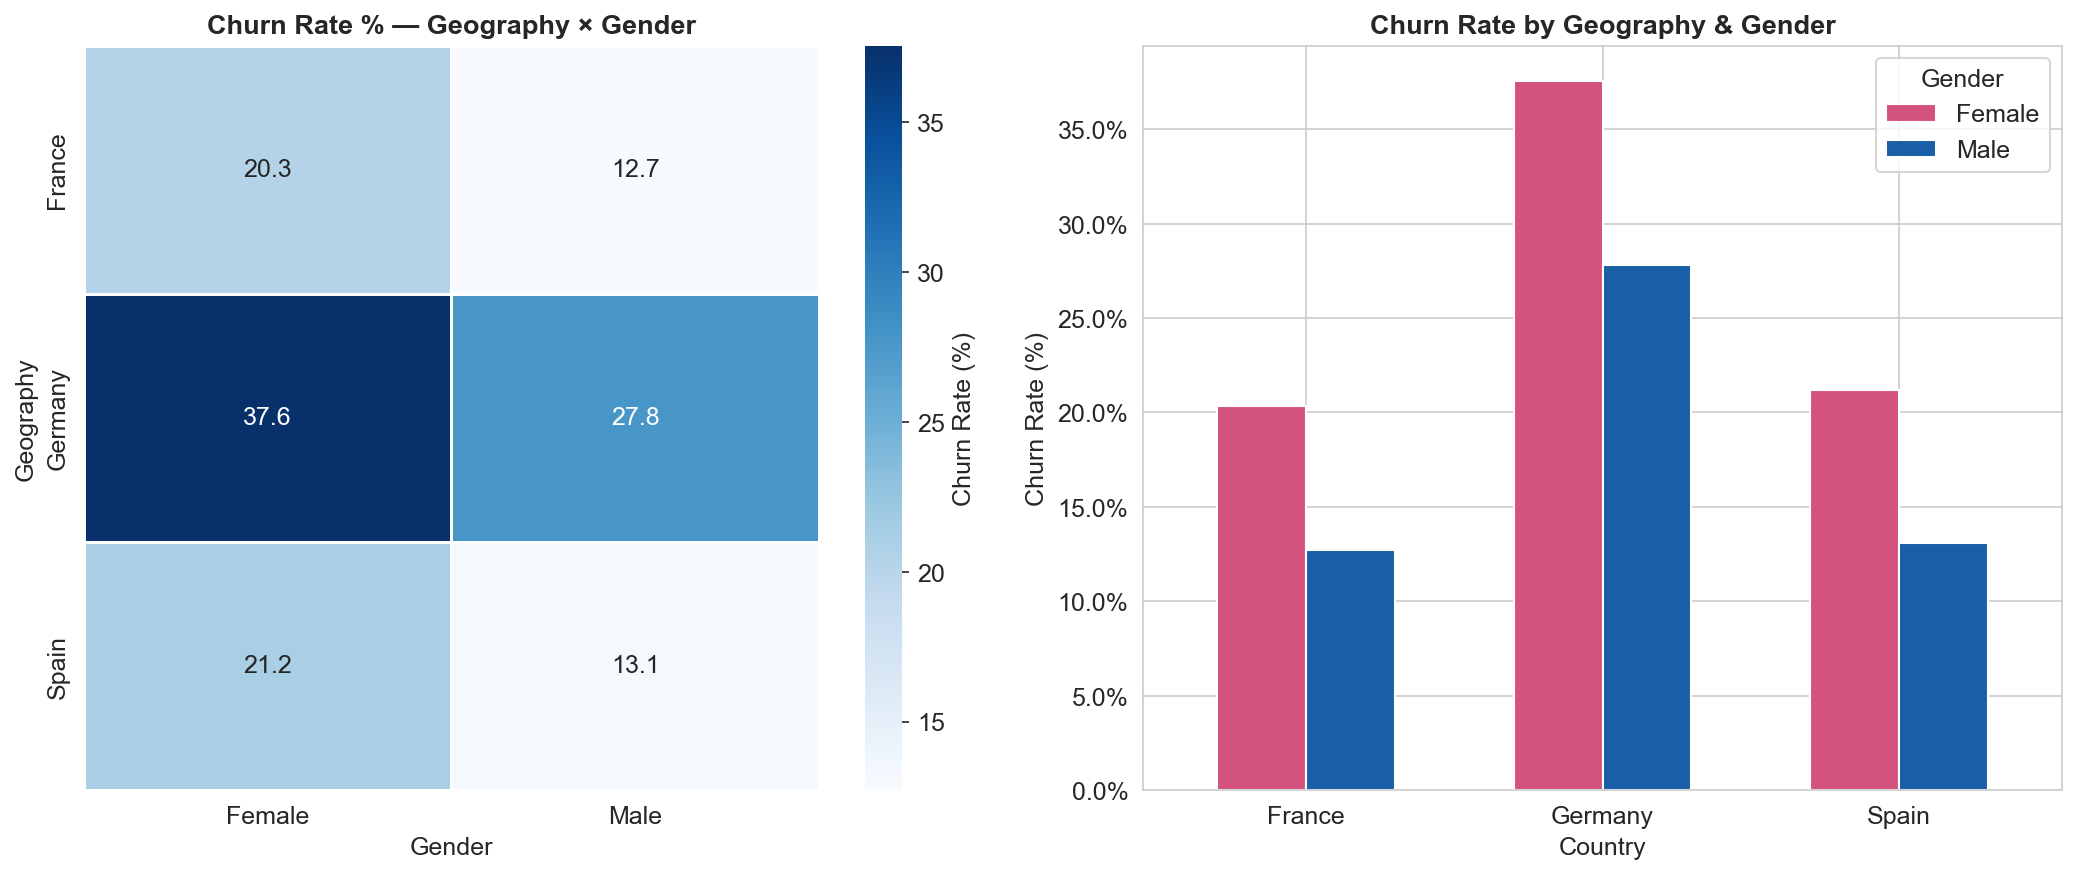 Churn Rate % — Geography × Gender
Geography
France
Germany
Spain
20.3
12.7
37.6
27.8
21.2
13.1
Female
Male
Gender
35
30
25
20
15
Churn Rate (%)
Churn Rate by Geography & Gender
Churn Rate (%)
35.0%
30.0%
25.0%
20.0%
15.0%
10.0%
5.0%
0.0%
Gender
Female
Male
France
Germany
Spain
Country